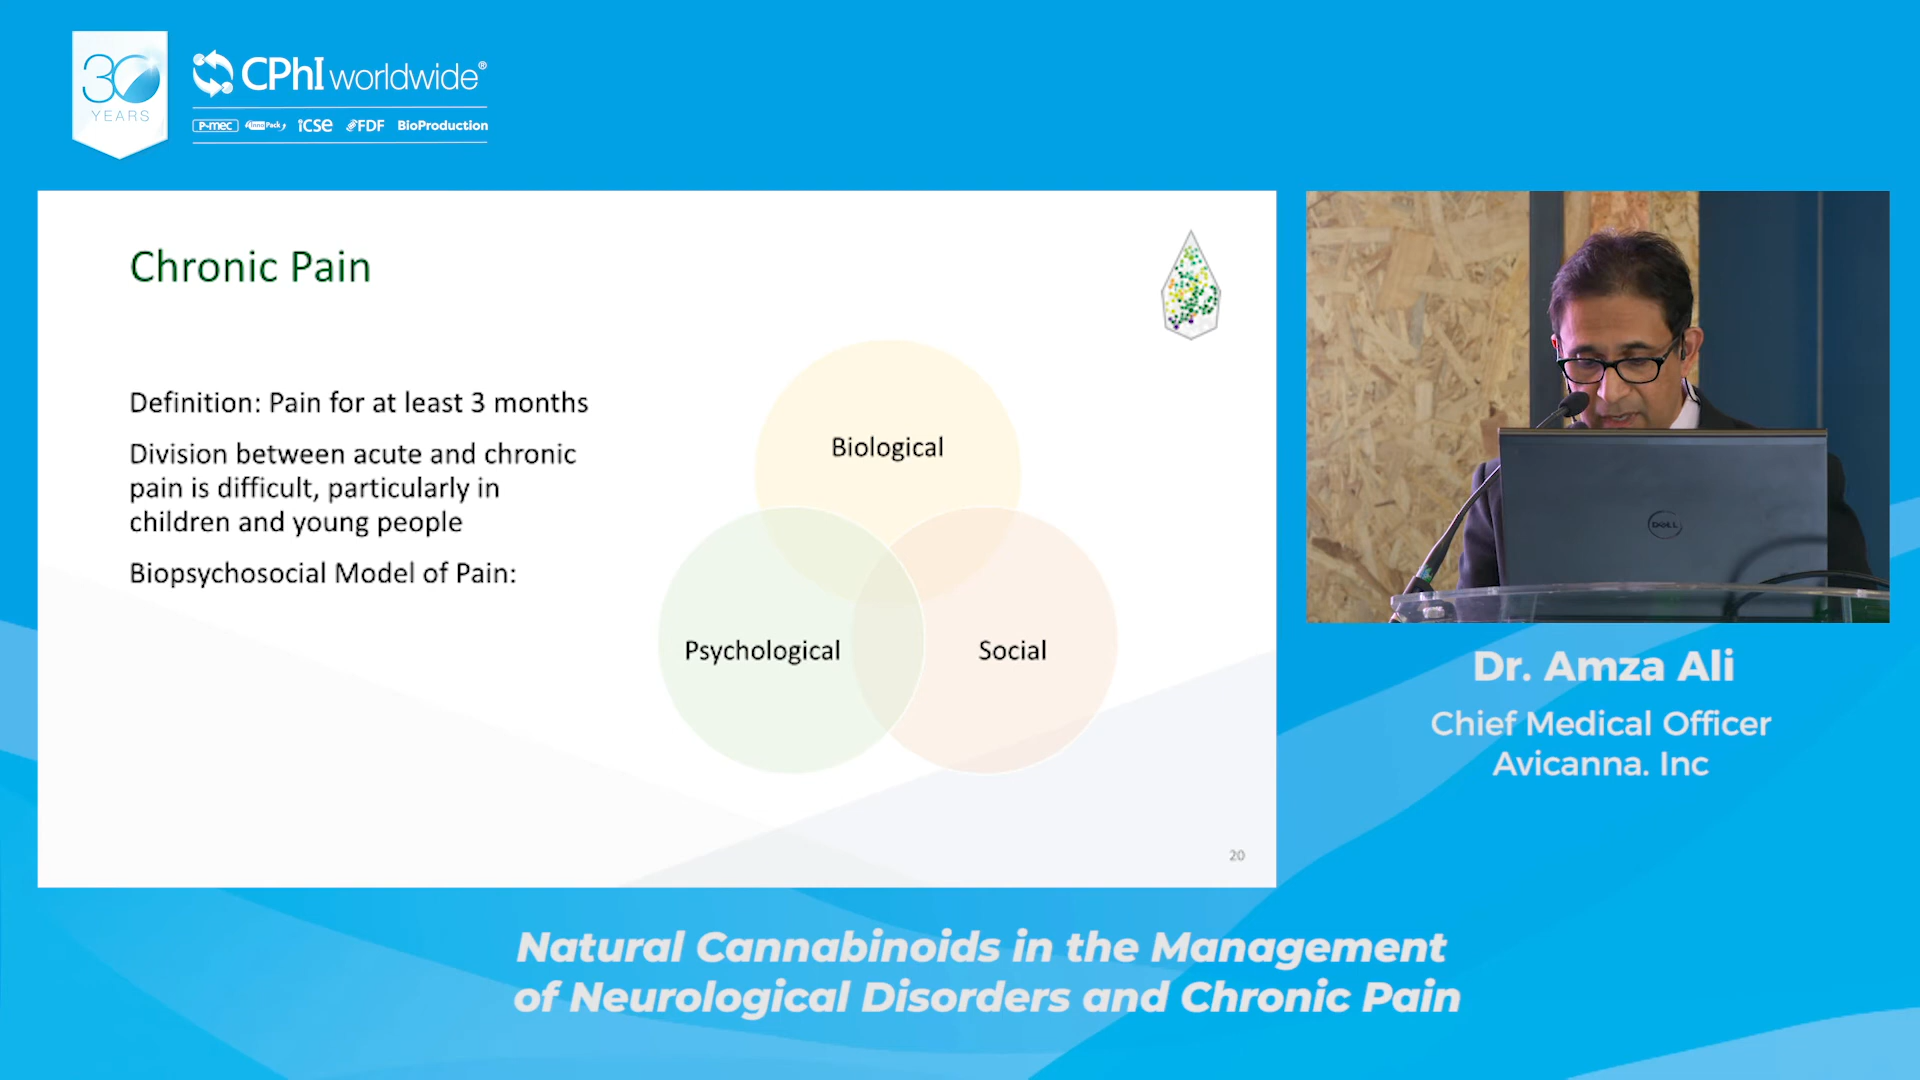 30
YEARS
CPhI worldwide®
P-mec InnoPack iCSE FDF BioProduction
Chronic Pain
Definition: Pain for at least 3 months
Division between acute and chronic
pain is difficult, particularly in
children and young people
Biopsychosocial Model of Pain:
Biological
Psychological
Social
20
DELL
Dr. Amza Ali
Chief Medical Officer
Avicanna. Inc
Natural Cannabinoids in the Management
of Neurological Disorders and Chronic Pain